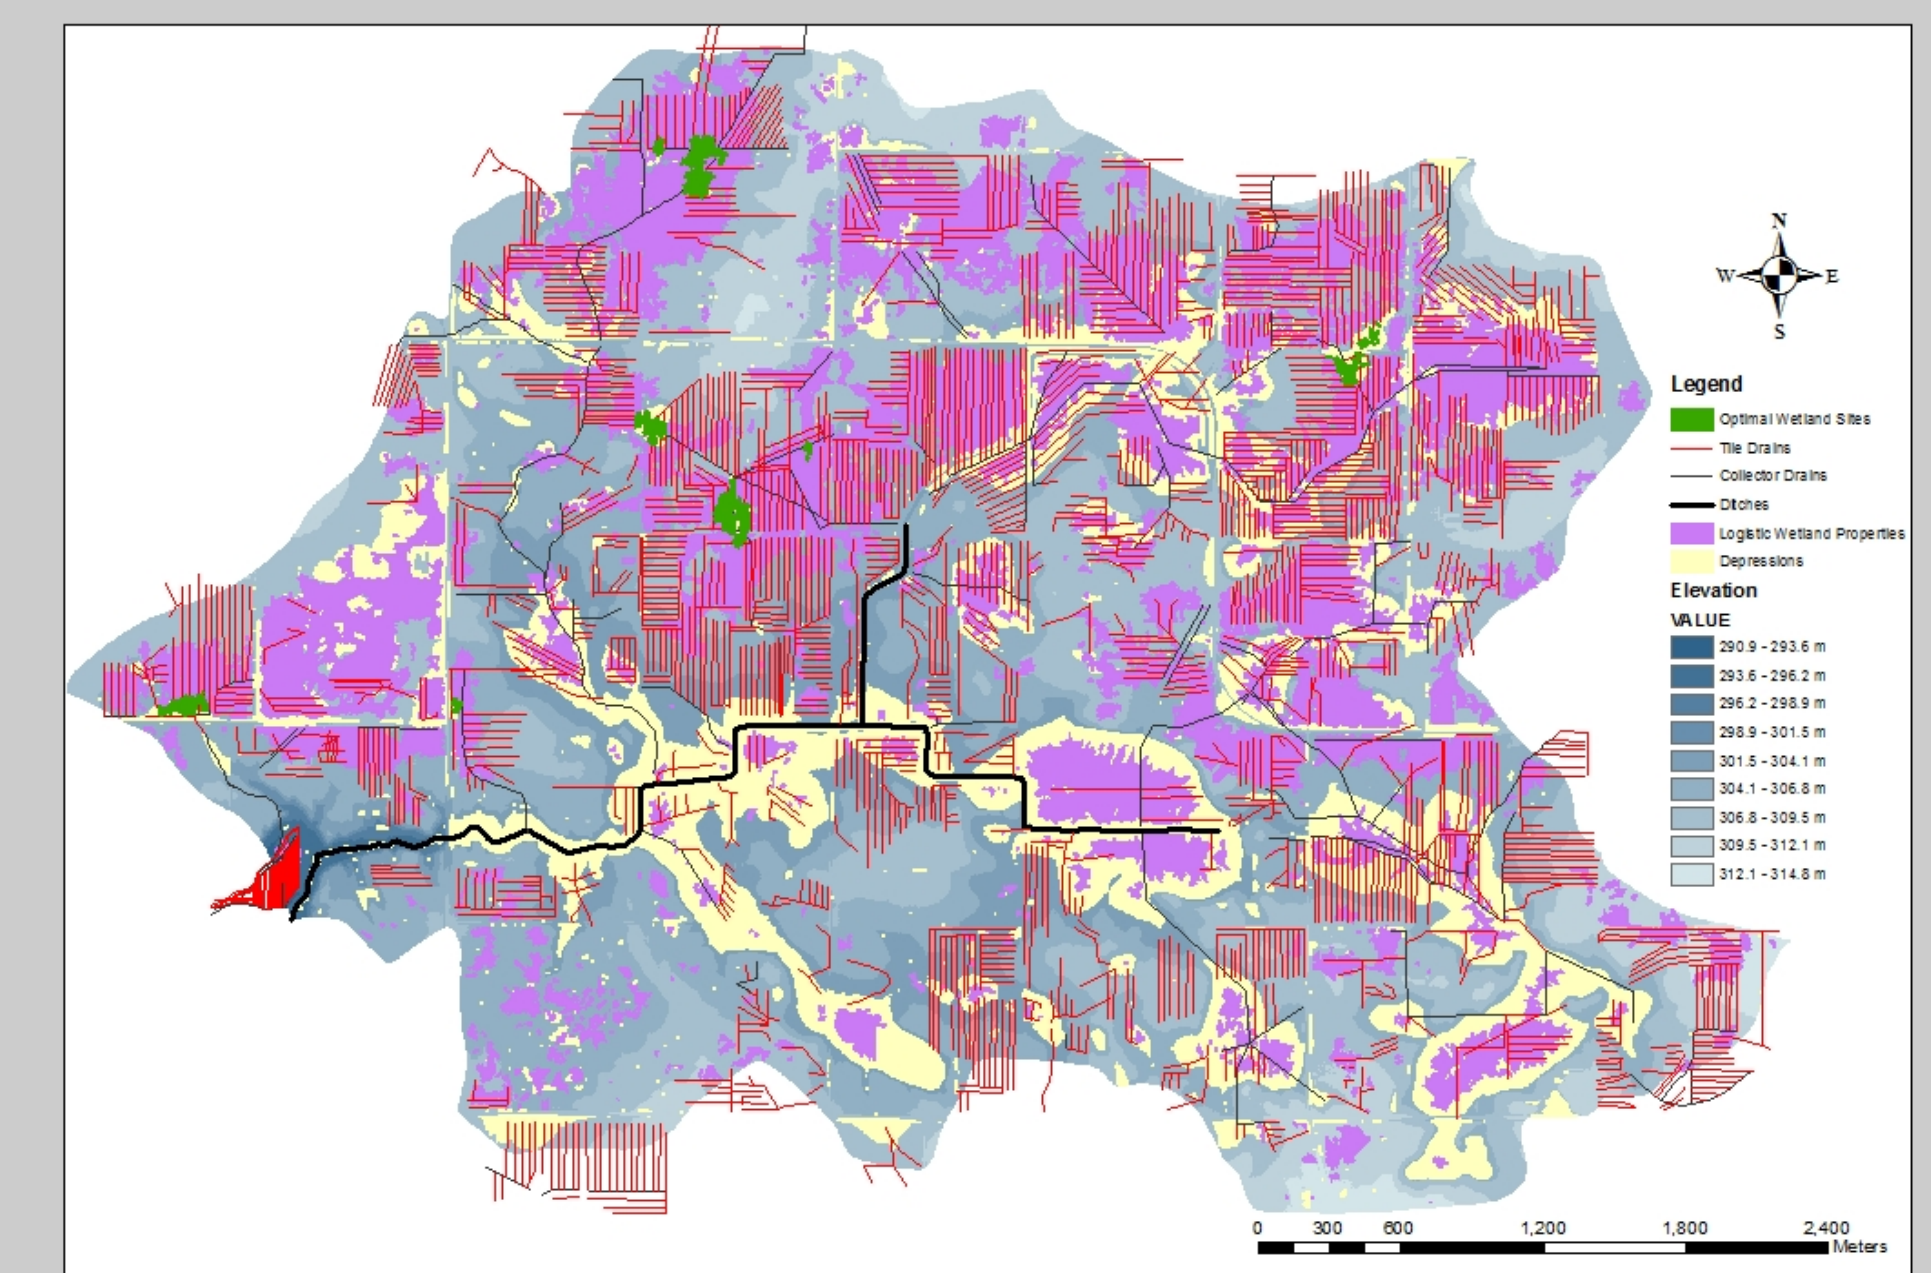 N
W E
S
Legend
Optimal Wetland Sites
Tile Drains
Collector Drains
Ditches
Logistic Wetland Properties
Depressions
Elevation
VALUE
290.9 - 293.6 m
293.6 - 296.2 m
296.2 - 298.9 m
298.9 - 301.5 m
301.5 - 304.1 m
304.1 - 306.8 m
306.8 - 309.5 m
309.5 - 312.1 m
312.1 - 314.8 m
0 300 600 1,200 1,800 2,400
Meters